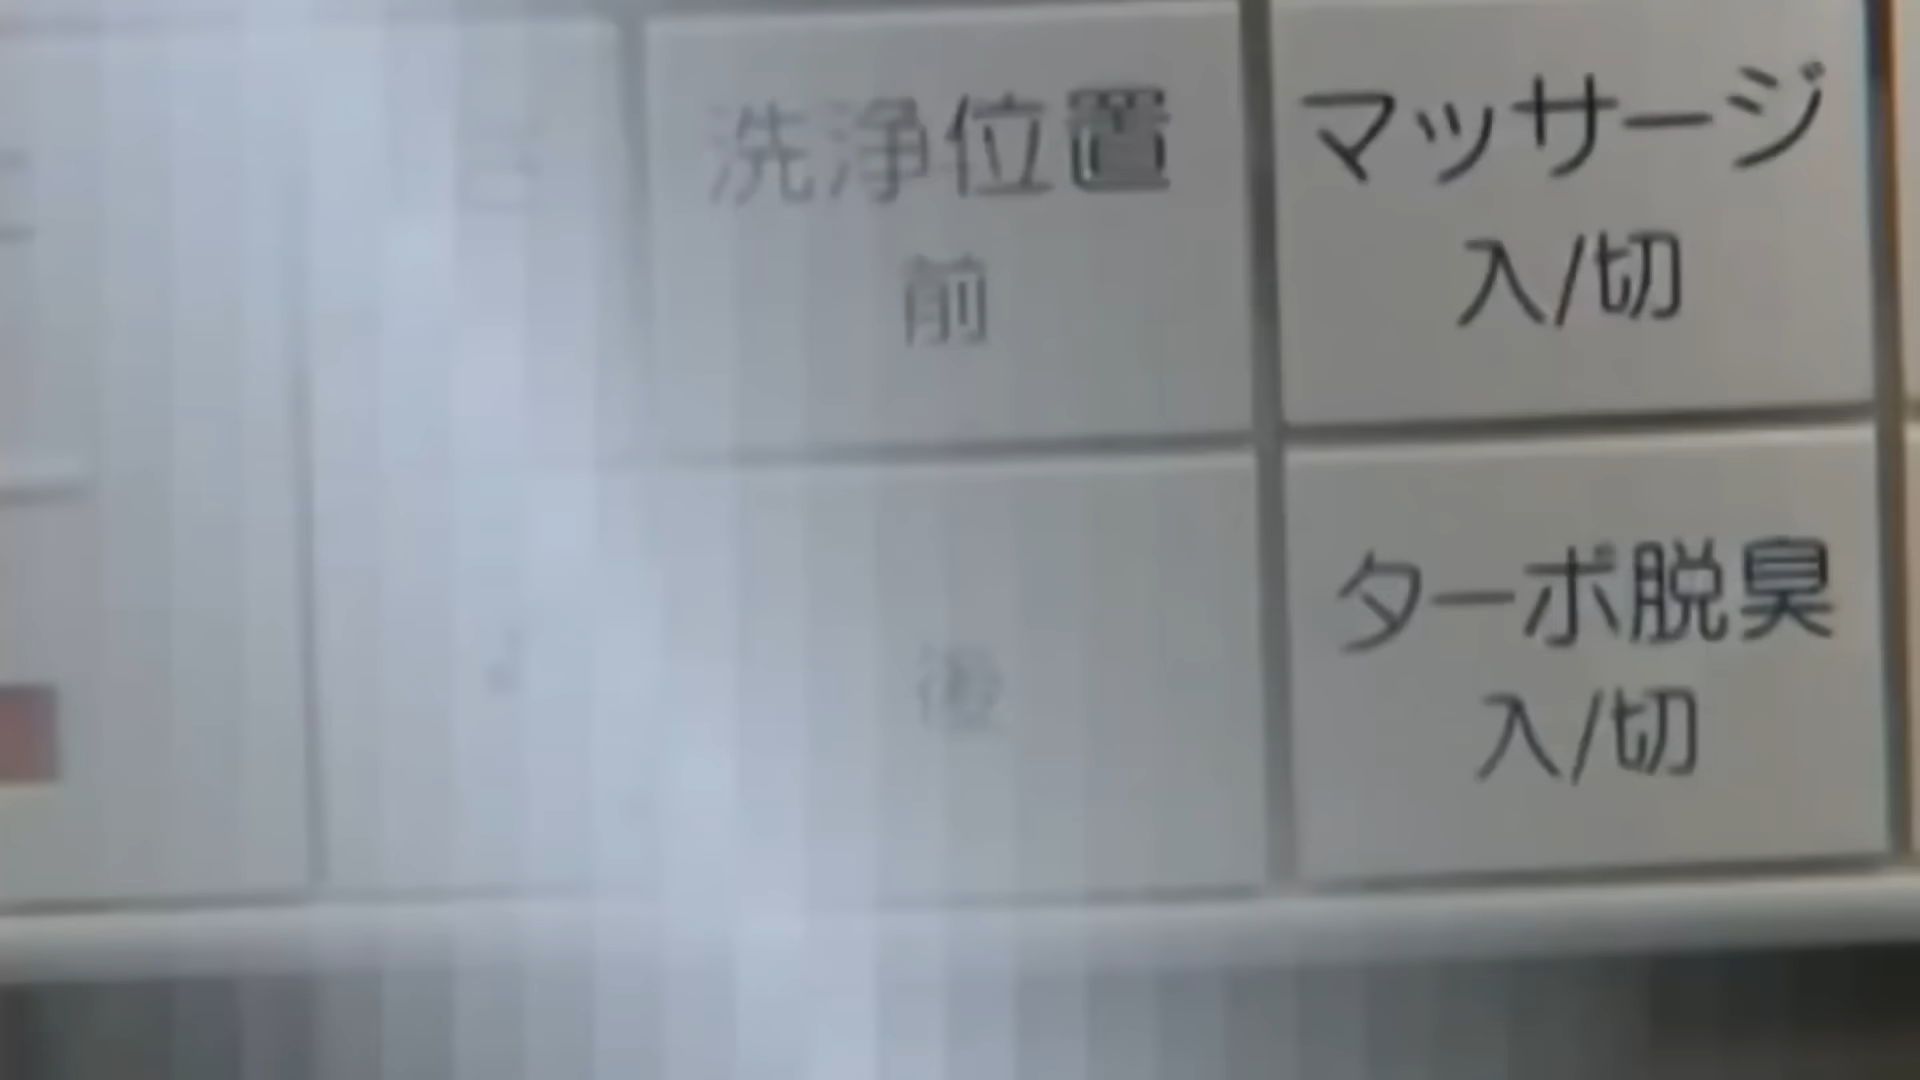 洗浄位置
前
マッサージ
入/切
後
ターボ脱臭
入/切